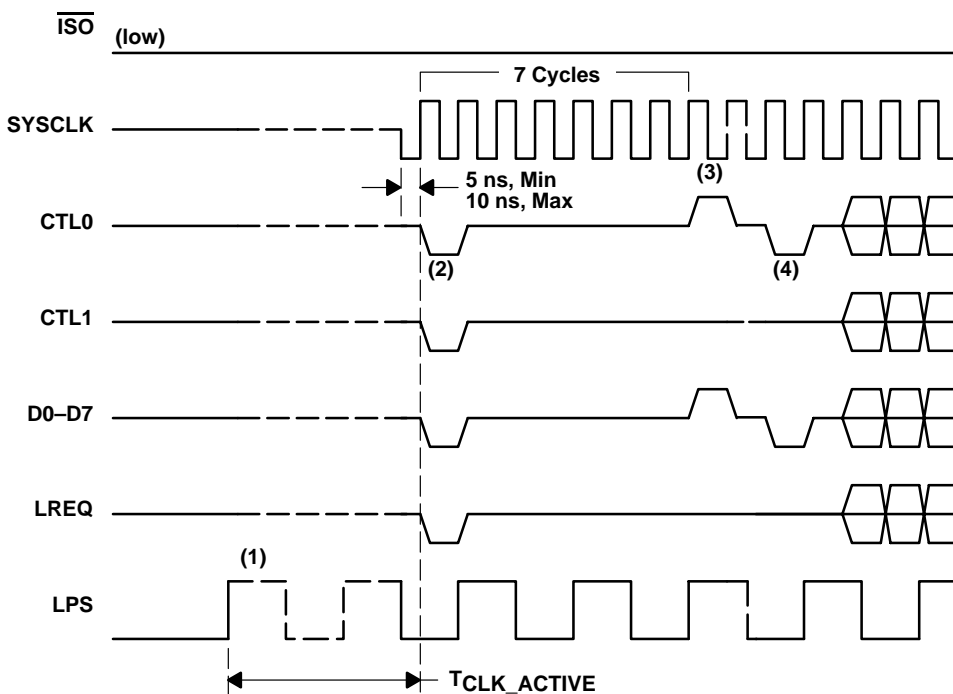 ISO
(low)
7 Cycles
SYSCLK
(3)
5 ns, Min
10 ns, Max
CTL0
(2)
(4)
CTL1
D0–D7
LREQ
(1)
LPS
TCLK_ACTIVE